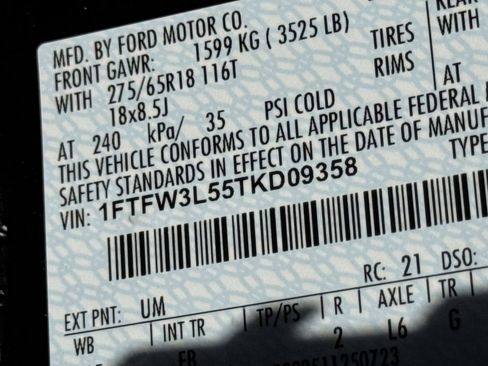 MFD. BY FORD MOTOR CO.
FRONT GAWR: 1599 KG ( 3525 LB)
WITH 275/65R18 116T TIRES WITH
18x8.5J RIMS
AT 240 kPa/ 35 PSI COLD AT
THIS VEHICLE CONFORMS TO ALL APPLICABLE FEDERAL
SAFETY STANDARDS IN EFFECT ON THE DATE OF MANUF
VIN: 1FTFW3L55TKD09358 TYPE
RC: 21 DSO:
EXT PNT: UM
WB INT TR TP/PS R AXLE TR
2 L6 G